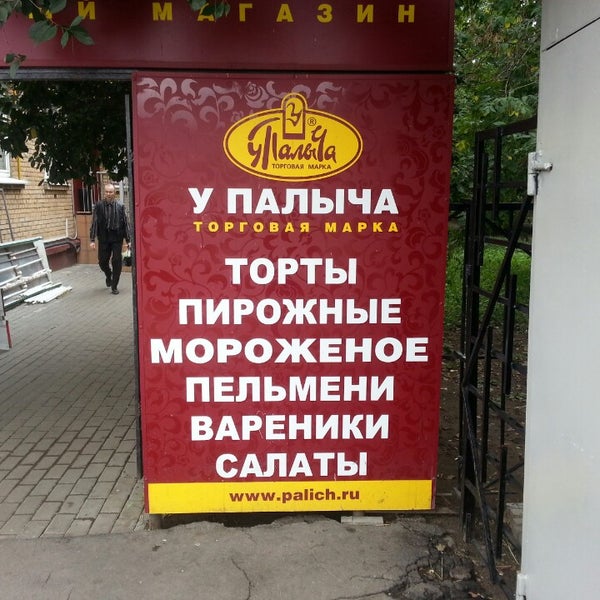 МАГАЗИН
у Палыча
®
ТОРГОВАЯ МАРКА
У ПАЛЫЧА
ТОРГОВАЯ МАРКА
ТОРТЫ
ПИРОЖНЫЕ
МОРОЖЕНОЕ
ПЕЛЬМЕНИ
ВАРЕНИКИ
САЛАТЫ
www.palich.ru